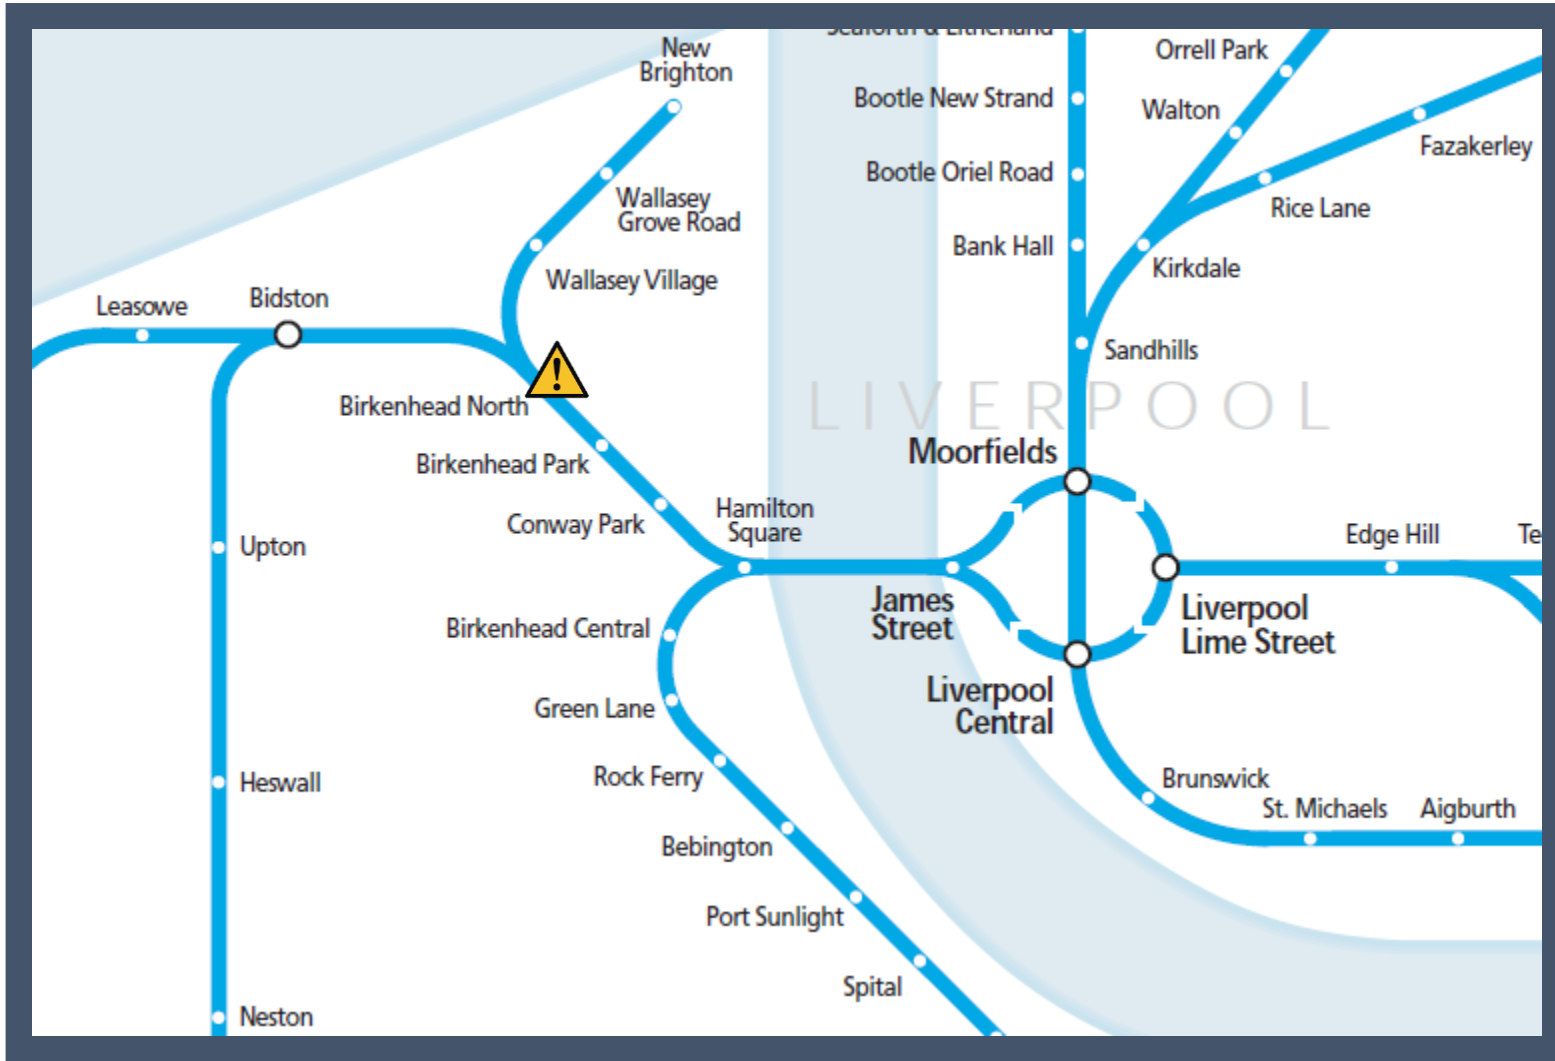 Seaforth & Litherland
New
Brighton
Orrell Park
Bootle New Strand
Walton
Fazakerley
Bootle Oriel Road
Wallasey
Grove Road
Rice Lane
Bank Hall
Kirkdale
Wallasey Village
Leasowe
Bidston
Sandhills
!
Birkenhead North
LIVERPOOL
Moorfields
Birkenhead Park
Hamilton
Square
Conway Park
Edge Hill
Te
Upton
James
Street
Liverpool
Lime Street
Birkenhead Central
Liverpool
Central
Green Lane
Rock Ferry
Brunswick
Heswall
St. Michaels
Aigburth
Bebington
Port Sunlight
Spital
Neston